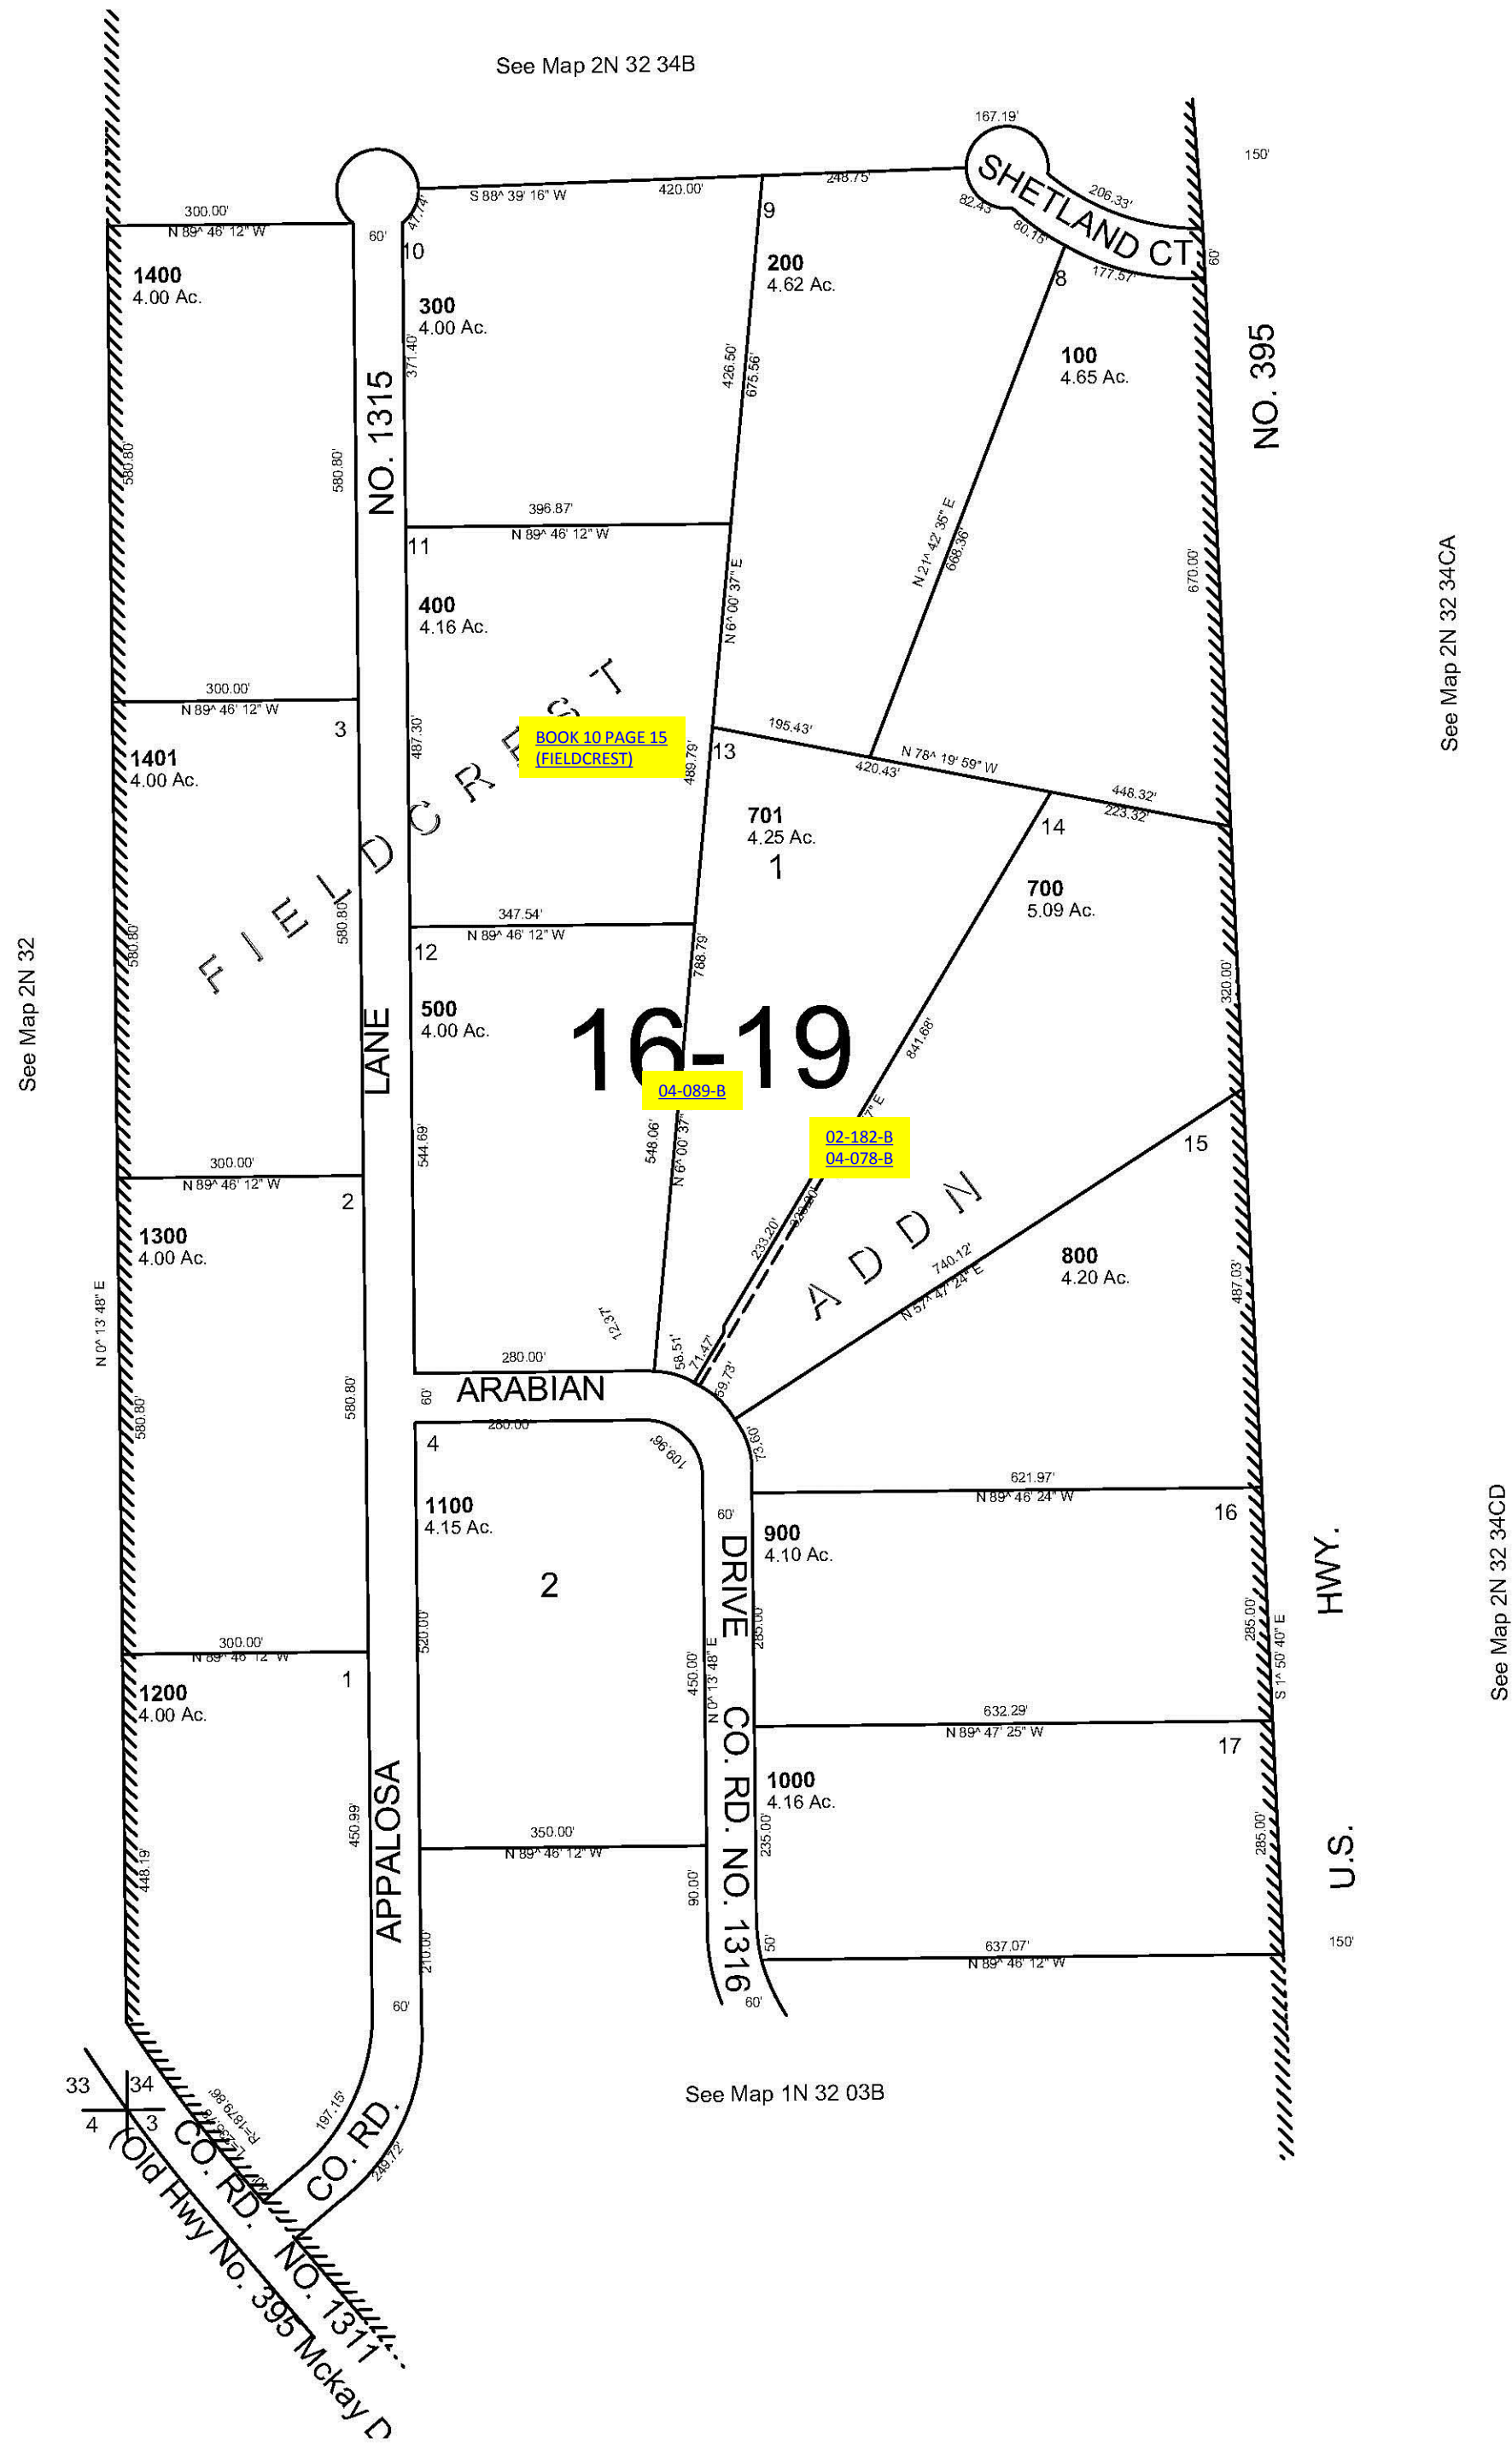 See Map 2N 32 34B
167.19'
150'
SHETLAND CT
206.33'
82.43'
80.16'
177.57'
60'
248.75'
420.00'
S 88^ 39' 16" W
47.74'
300.00'
N 89^ 46' 12" W
60'
10
9
8
1400
4.00 Ac.
300
4.00 Ac.
200
4.62 Ac.
100
4.65 Ac.
371.40'
426.50'
675.56'
NO. 395
NO. 1315
580.80'
580.80'
396.87'
N 89^ 46' 12" W
N 21^ 42' 35" E
668.36'
670.00'
11
400
4.16 Ac.
N 6^ 00' 37" E
See Map 2N 32 34CA
300.00'
N 89^ 46' 12" W
3
1401
4.00 Ac.
487.30'
FIELDCREST
BOOK 10 PAGE 15
(FIELDCREST)
489.79'
13
195.43'
N 78^ 19' 59" W
420.43'
448.32'
223.32'
701
4.25 Ac.
1
14
700
5.09 Ac.
347.54'
N 89^ 46' 12" W
12
580.80'
580.80'
788.79'
320.00'
See Map 2N 32
500
4.00 Ac.
LANE
16-19
841.68'
04-089-B
7" E
02-182-B
04-078-B
548.06'
N 6^ 00' 37"
544.69'
15
300.00'
N 89^ 46' 12" W
2
1300
4.00 Ac.
233.20'
ADDN
740.12'
N 57^ 47' 24" E
800
4.20 Ac.
487.03'
N 0^ 13' 48" E
12.37'
58.51'
71.47'
59.73'
280.00'
ARABIAN
60'
280.00'
580.80'
580.80'
4
109.96'
73.60'
621.97'
N 89^ 46' 24" W
16
1100
4.15 Ac.
60'
900
4.10 Ac.
2
DRIVE
HWY.
See Map 2N 32 34CD
520.00'
285.00'
285.00'
S 1^ 50' 40" E
300.00'
N 89^ 46' 12" W
1
450.00'
N 0^ 13' 48" E
1200
4.00 Ac.
632.29'
N 89^ 47' 25" W
17
CO. RD. NO. 1316
1000
4.16 Ac.
APPALOSA
450.99'
350.00'
N 89^ 46' 12" W
235.00'
285.00'
U.S.
448.19'
90.00'
210.00'
50'
637.07'
N 89^ 46' 12" W
150'
60'
60'
33
34
4
3
See Map 1N 32 03B
R=1879.86'
197.15'
249.72'
CO. RD.
CO. RD. NO. 1311
(Old Hwy No. 395 Mckay D